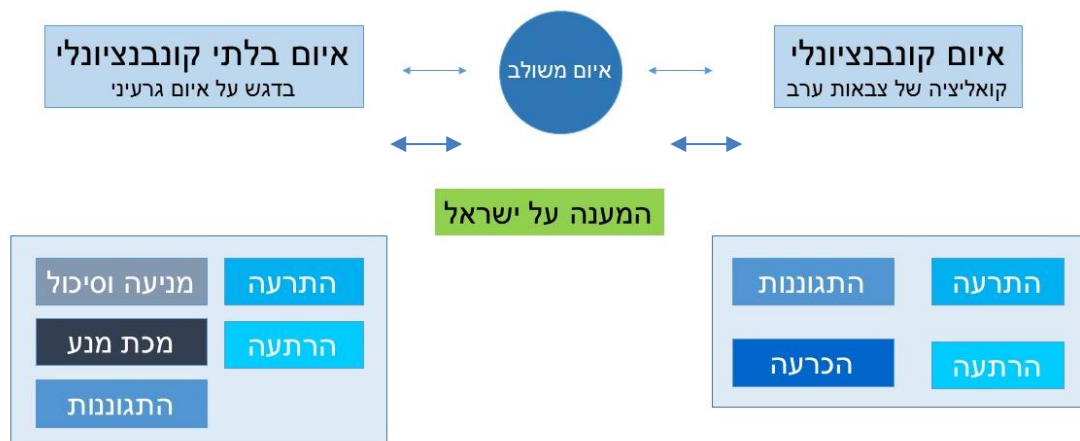 איום קונבנציונלי
קואליציה של צבאות ערב
איום משולב
איום בלתי קונבנציונלי
בדגש על איום גרעיני
המענה על ישראל
התרעה
התגוננות
הרתעה
הכרעה
התרעה
מניעה וסיכול
הרתעה
מכת מנע
התגוננות